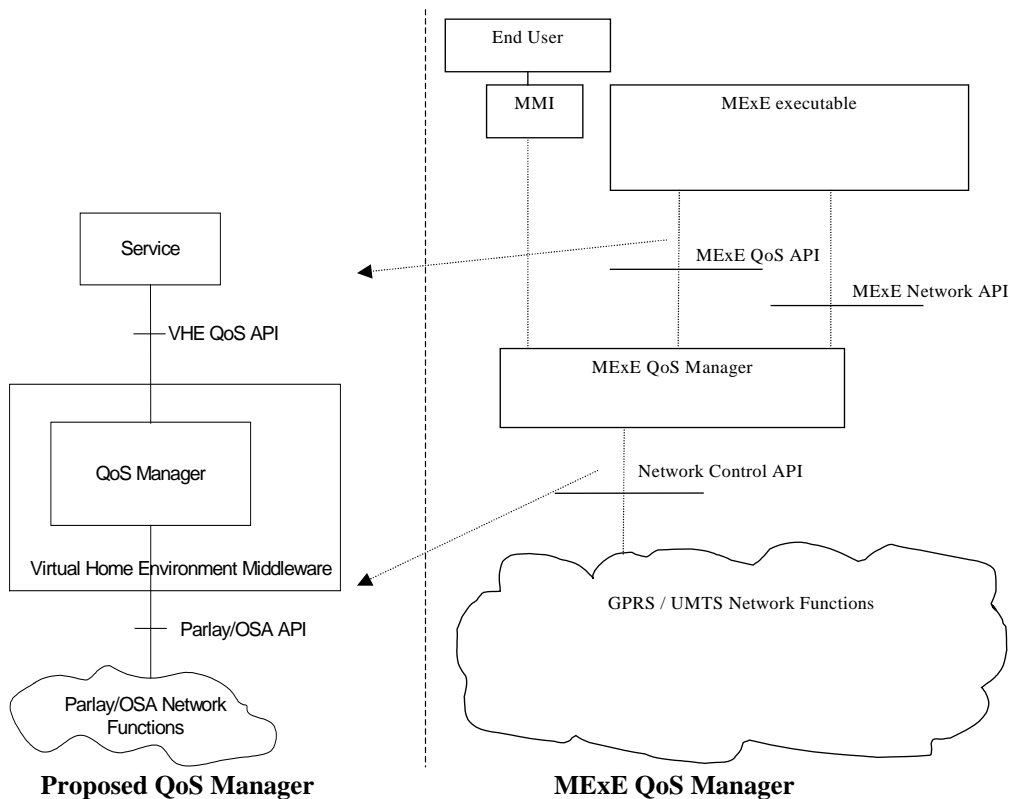 End User
MMI
MExE executable
Service
MExE QoS API
MExE Network API
VHE QoS API
MExE QoS Manager
QoS Manager
Network Control API
Virtual Home Environment Middleware
GPRS / UMTS Network Functions
Parlay/OSA API
Parlay/OSA Network
Functions
Proposed QoS Manager
MExE QoS Manager